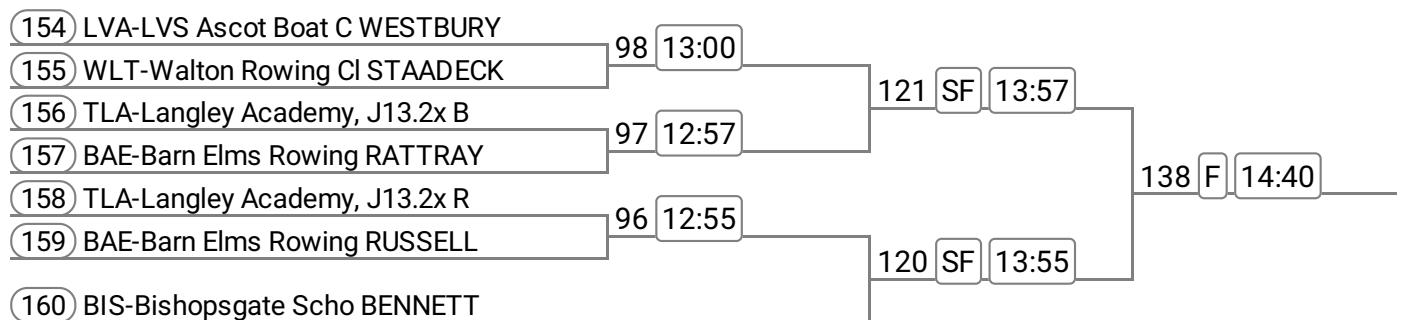 154 LVA-LVS Ascot Boat C WESTBURY
98 13:00
155 WLT-Walton Rowing Cl STAADECK
121 SF 13:57
156 TLA-Langley Academy, J13.2x B
97 12:57
157 BAE-Barn Elms Rowing RATTRAY
138 F 14:40
158 TLA-Langley Academy, J13.2x R
96 12:55
159 BAE-Barn Elms Rowing RUSSELL
120 SF 13:55
160 BIS-Bishopsgate Scho BENNETT